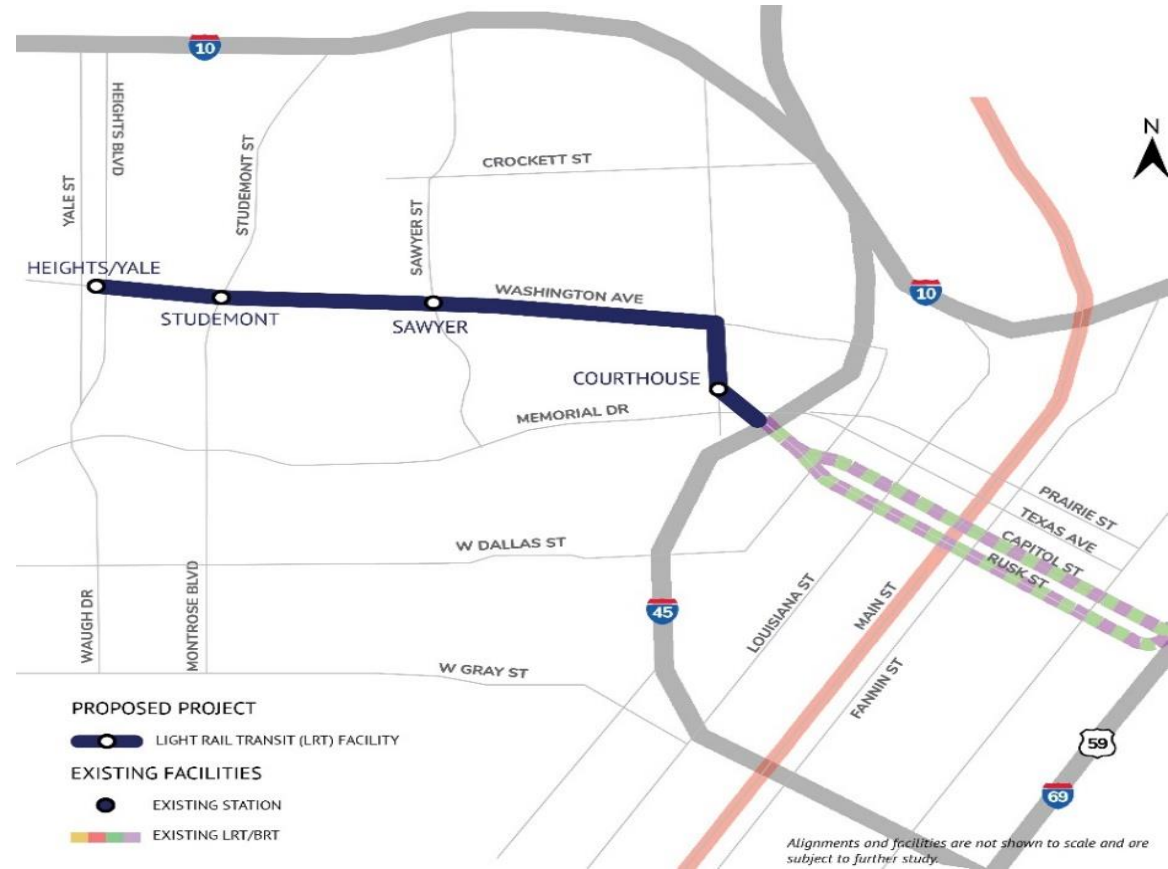 10
N
HEIGHTS BLVD
YALE ST
STUDEMONT ST
SAWYER ST
CROCKETT ST
HEIGHTS/YALE
STUDEMONT
SAWYER
WASHINGTON AVE
10
COURTHOUSE
MEMORIAL DR
PRAIRIE ST
TEXAS AVE
CAPITOL ST
RUSK ST
W DALLAS ST
WAUGH DR
MONTROSE BLVD
45
LOUISIANA ST
MAIN ST
FANNIN ST
W GRAY ST
59
69
PROPOSED PROJECT
LIGHT RAIL TRANSIT (LRT) FACILITY
EXISTING FACILITIES
EXISTING STATION
EXISTING LRT/BRT
Alignments and facilities are not shown to scale and are
subject to further study.